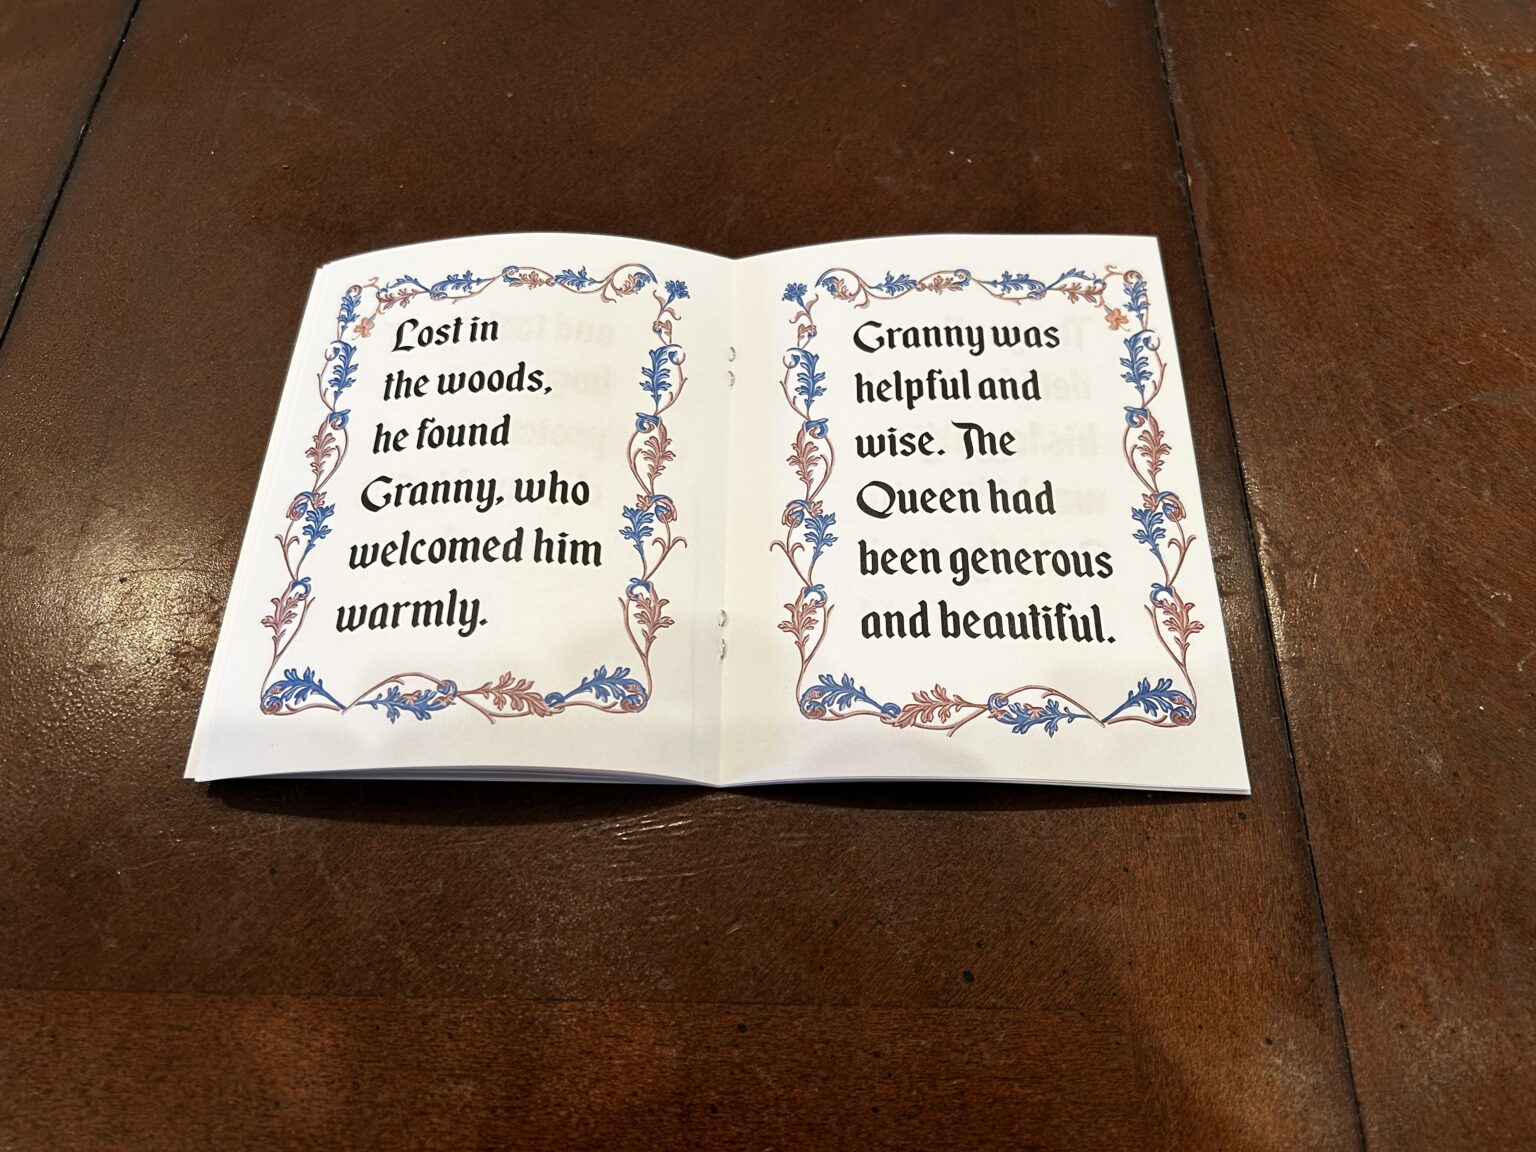 Lost in
the woods,
he found
Granny, who
welcomed him
warmly.
Granny was
helpful and
wise. The
Queen had
been generous
and beautiful.